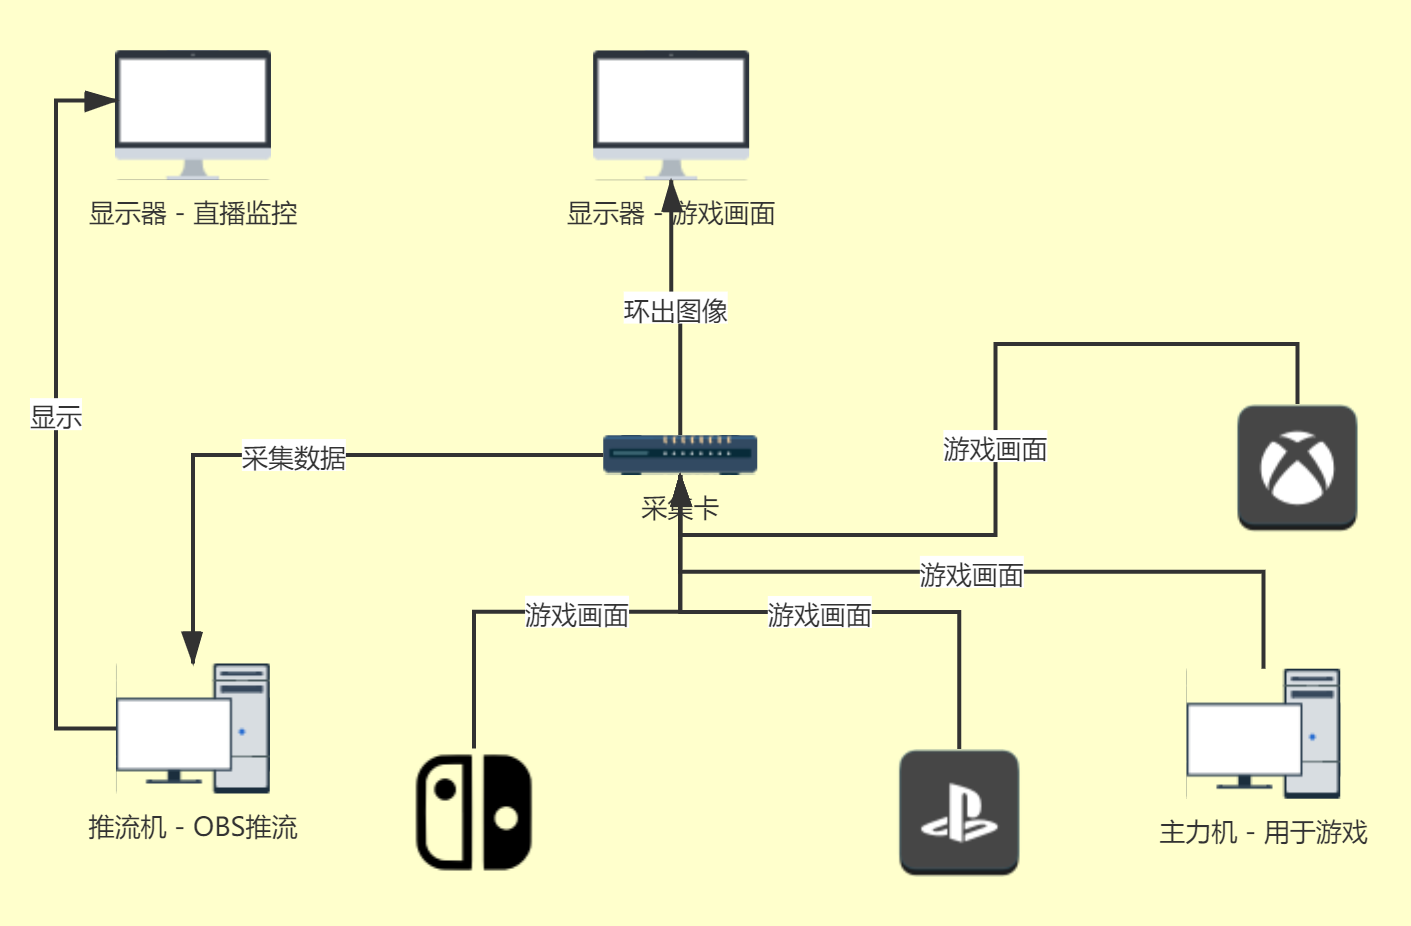 显示器 - 直播监控
显示器 - 游戏画面
环出图像
显示
采集数据
游戏画面
采集卡
游戏画面
游戏画面
游戏画面
推流机 - OBS推流
主力机 - 用于游戏